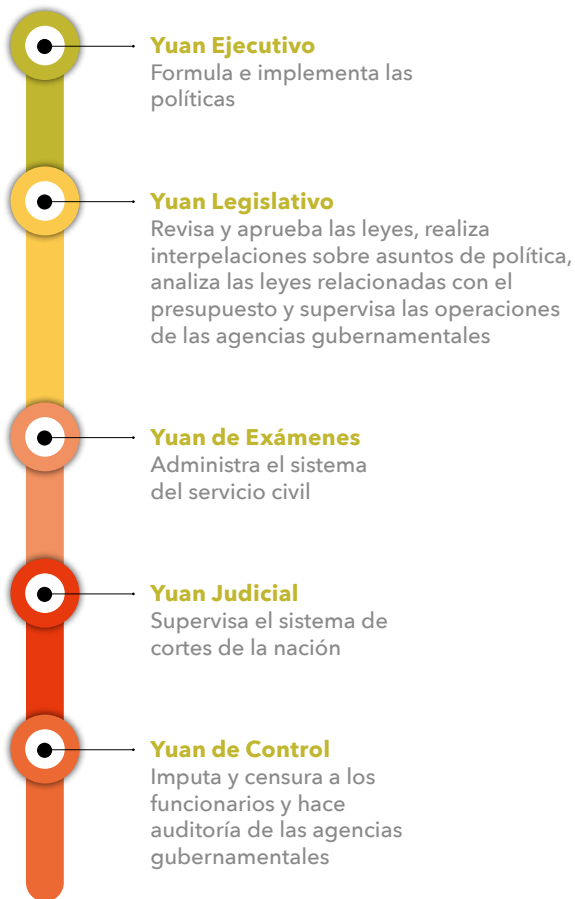 Yuan Ejecutivo
Formula e implementa las
políticas
Yuan Legislativo
Revisa y aprueba las leyes, realiza
interpelaciones sobre asuntos de política,
analiza las leyes relacionadas con el
presupuesto y supervisa las operaciones
de las agencias gubernamentales
Yuan de Exámenes
Administra el sistema
del servicio civil
Yuan Judicial
Supervisa el sistema de
cortes de la nación
Yuan de Control
Imputa y censura a los
funcionarios y hace
auditoría de las agencias
gubernamentales